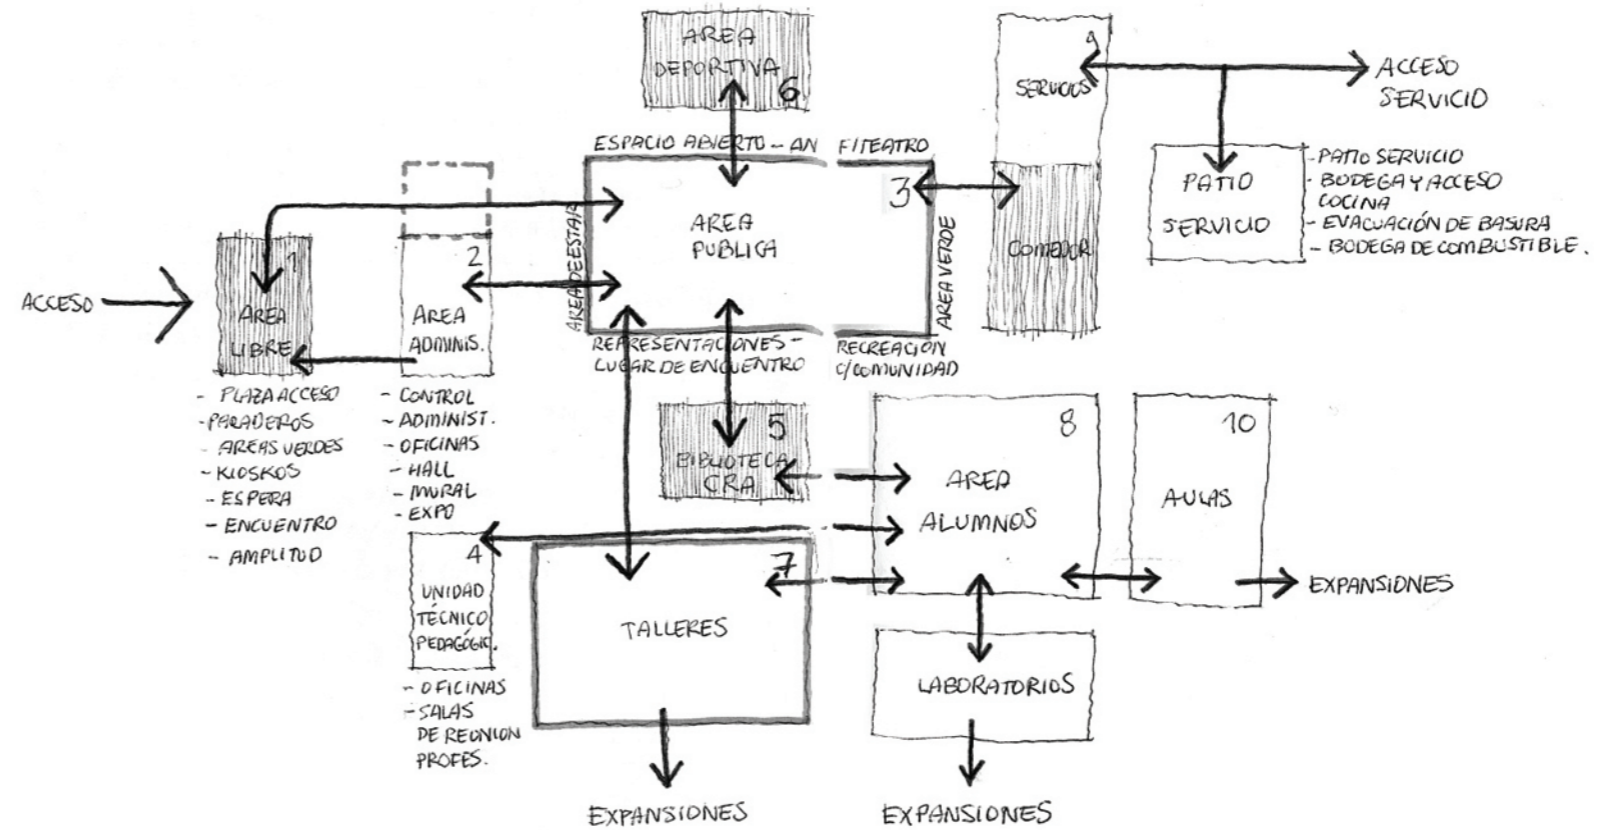 AREA
DEPORTIVA
6
ESPACIO ABIERTO - AN FITEATRO
9
SERVICIOS
ACCESO
SERVICIO
PATIO
SERVICIO
- PATIO SERVICIO
- BODEGA Y ACCESO
COCINA
- EVACUACIÓN DE BASURA
- BODEGA DE COMBUSTIBLE.
3
AREA
PUBLICA
AREA DE ESTAR
AREA VERDE
COMEDOR
ACCESO
1
AREA
LIBRE
2
AREA
ADMINIS.
REPRESENTACIONES -
LUGAR DE ENCUENTRO
RECREACIÓN
C/COMUNIDAD
- PLAZA ACCESO
- PARADEROS
- AREAS VERDES
- KIOSKOS
- ESPERA
- ENCUENTRO
- AMPLITUD
- CONTROL
- ADMINIST.
- OFICINAS
- HALL
- MURAL
- EXPO
5
BIBLIOTECA
CRA
8
AREA
ALUMNOS
10
AULAS
EXPANSIONES
4
UNIDAD
TÉCNICO
PEDAGÓGIC.
- OFICINAS
- SALAS
DE REUNION
PROFES.
7
TALLERES
LABORATORIOS
EXPANSIONES
EXPANSIONES